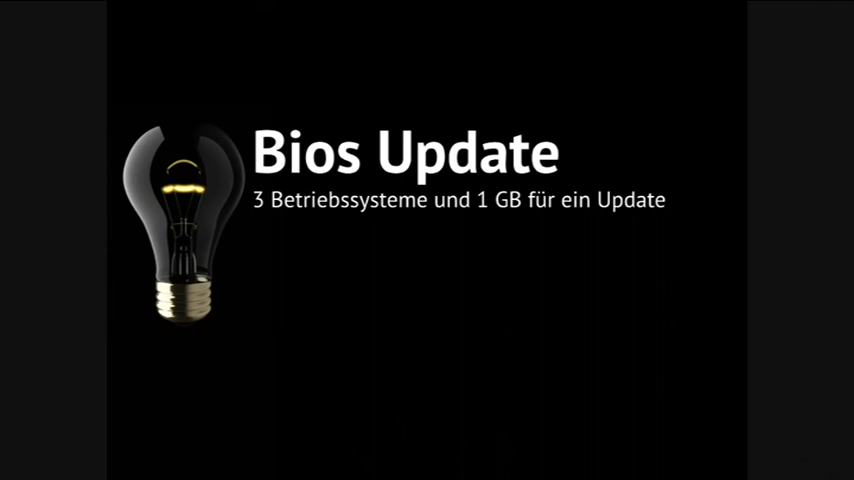 Bios Update
3 Betriebssysteme und 1 GB für ein Update